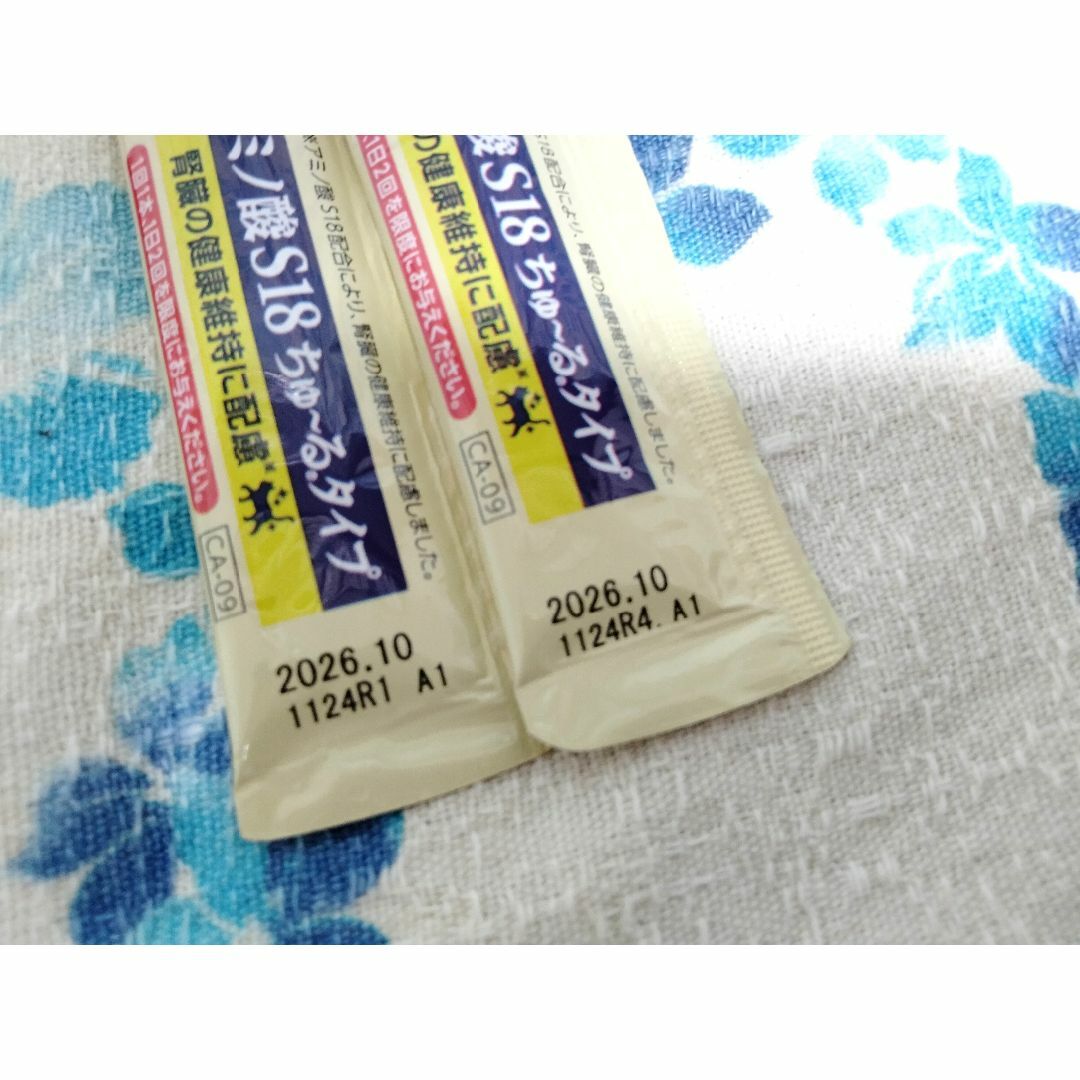 ミノ酸S18 ちゅ〜る®タイプ
アミノ酸S18配合により、腎臓の健康維持に配慮しました。
腎臓の健康維持に配慮※
1回1本、1日2回を限度にお与えください。
CA-09
2026.10
1124R1 A1
酸S18 ちゅ〜る®タイプ
S18配合により、腎臓の健康維持に配慮しました。
の健康維持に配慮※
1日2回を限度にお与えください。
CA-09
2026.10
1124R4. A1